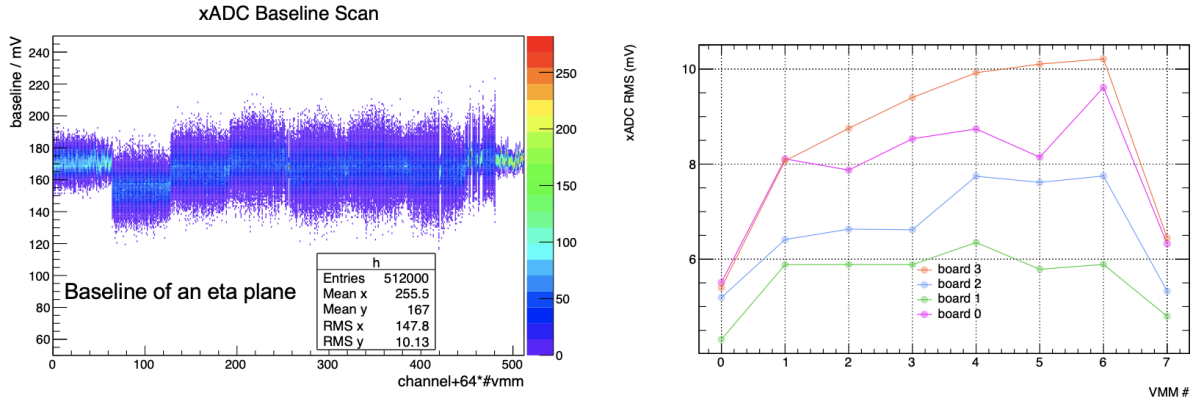 xADC Baseline Scan
baseline / mV
240
220
200
180
160
140
120
100
80
60
0
100
200
300
400
500
channel+64*#vmm
250
200
150
100
50
0
Baseline of an eta plane
h
Entries 512000
Mean x 255.5
Mean y 167
RMS x 147.8
RMS y 10.13
xADC RMS (mV)
10
8
6
0
1
2
3
4
5
6
7
VMM #
board 3
board 2
board 1
board 0